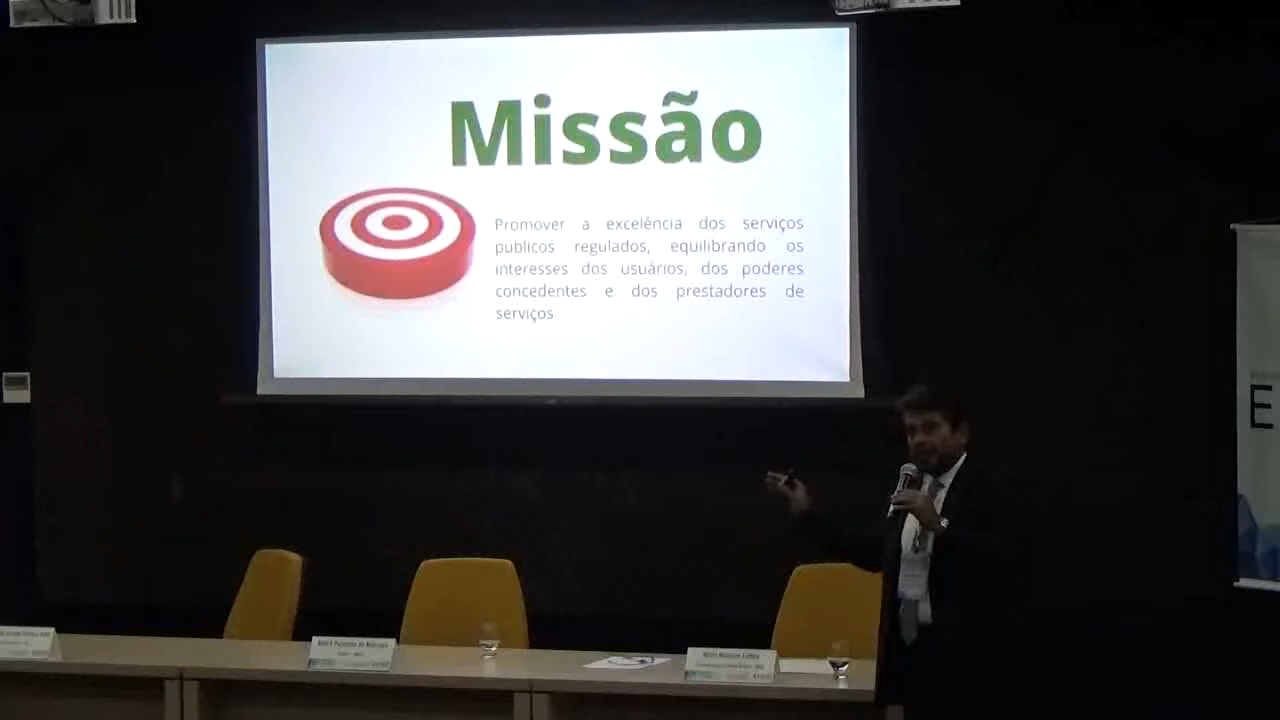 Missão
Promover a excelência dos serviços
publicos regulados, equilibrando os
interesses dos usuários, dos poderes
concedentes e dos prestadores de
serviços
E